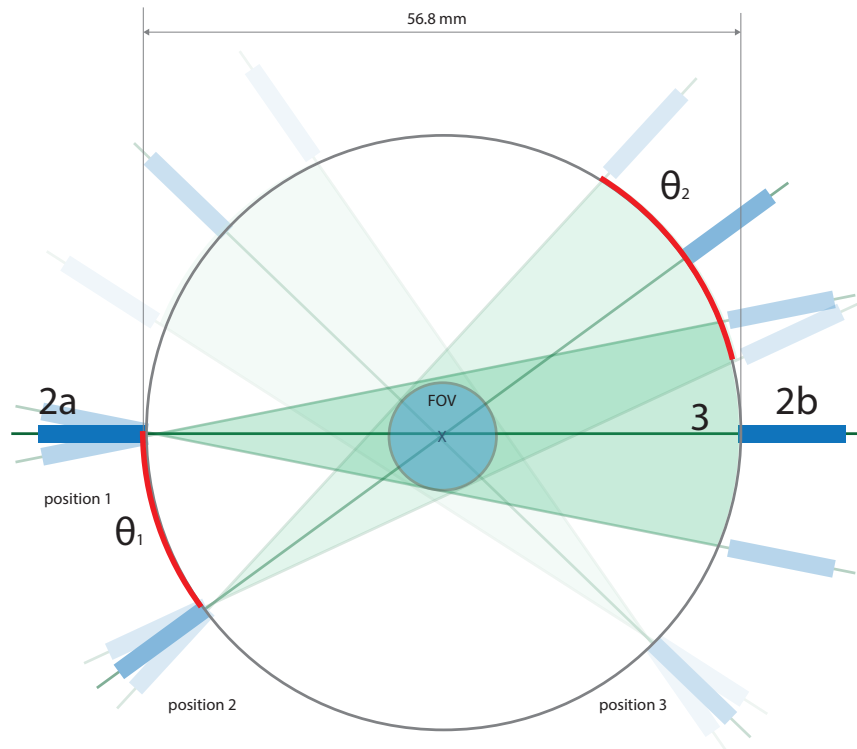 56.8 mm
θ2
2a
FOV
3
2b
X
position 1
θ1
position 2
position 3